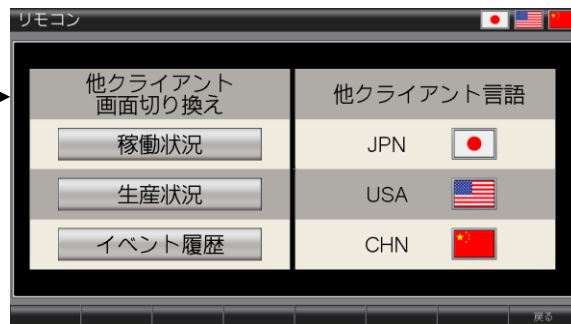 リモコン
他クライアント
画面切り換え
他クライアント言語
稼働状況
JPN
生産状況
USA
イベント履歴
CHN
戻る